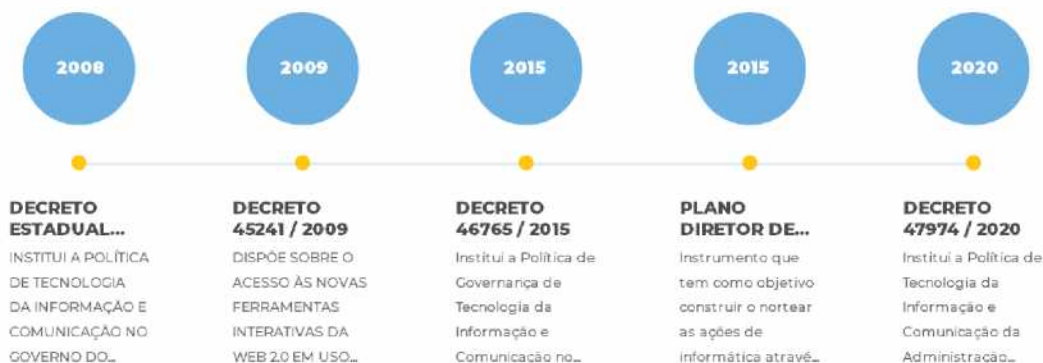 2008
2009
2015
2015
2020
DECRETO
ESTADUAL...
INSTITUI A POLÍTICA
DE TECNOLOGIA
DA INFORMAÇÃO E
COMUNICAÇÃO NO
GOVERNO DO...
DECRETO
45241 / 2009
DISPÕE SOBRE O
ACESSO ÀS NOVAS
FERRAMENTAS
INTERATIVAS DA
WEB 2.0 EM USO...
DECRETO
46765 / 2015
Institui a Política de
Governança de
Tecnologia da
Informação e
Comunicação no...
PLANO
DIRETOR DE...
Instrumento que
tem como objetivo
construir o nortear
as ações de
informática atravé...
DECRETO
47974 / 2020
Institui a Política de
Tecnologia da
Informação e
Comunicação da
Administração...